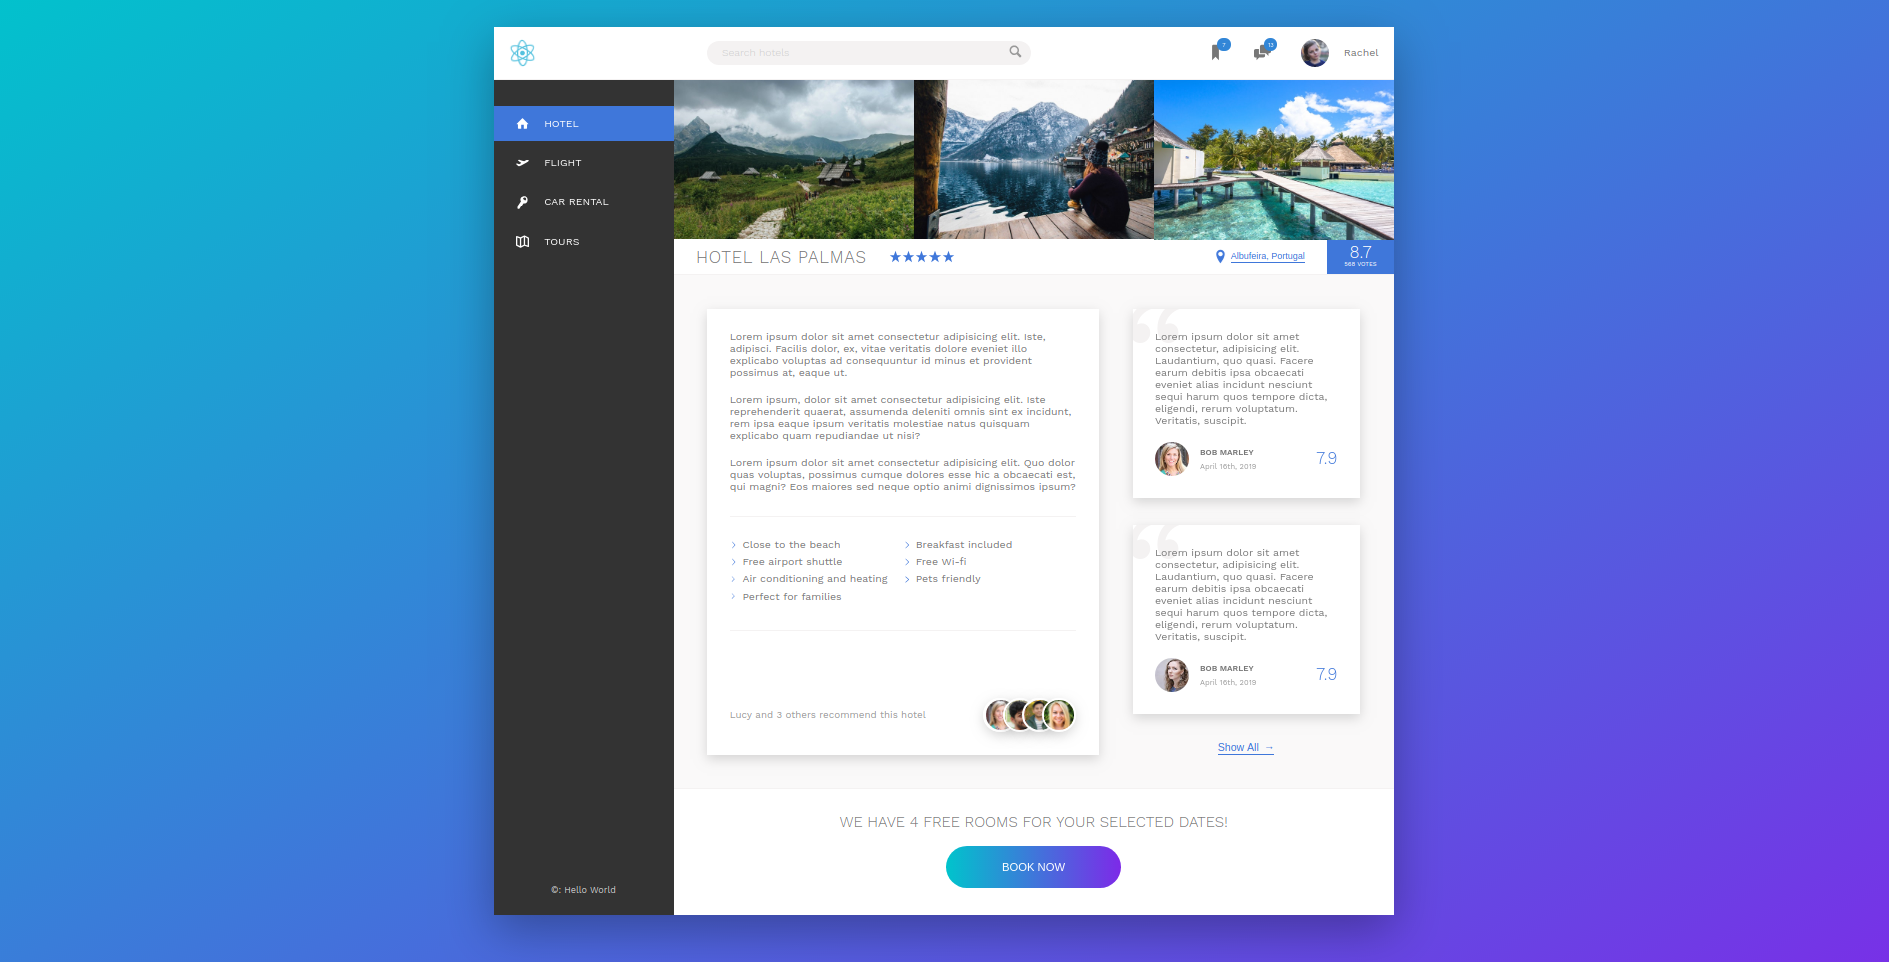 Search hotels
7
13
Rachel
HOTEL
FLIGHT
CAR RENTAL
TOURS
HOTEL LAS PALMAS
Albufeira, Portugal
8.7
568 VOTES
Lorem ipsum dolor sit amet consectetur adipisicing elit. Iste,
adipisci. Facilis dolor, ex, vitae veritatis dolore eveniet illo
explicabo voluptas ad consequuntur id minus et provident
possimus at, eaque ut.
Lorem ipsum, dolor sit amet consectetur adipisicing elit. Iste
reprehenderit quaerat, assumenda deleniti omnis sint ex incidunt,
rem ipsa eaque ipsum veritatis molestiae natus quisquam
explicabo quam repudiandae ut nisi?
Lorem ipsum dolor sit amet consectetur adipisicing elit. Quo dolor
quas voluptas, possimus cumque dolores esse hic a obcaecati est,
qui magni? Eos maiores sed neque optio animi dignissimos ipsum?
Close to the beach
Breakfast included
Free airport shuttle
Free Wi-fi
Air conditioning and heating
Pets friendly
Perfect for families
Lucy and 3 others recommend this hotel
“
Lorem ipsum dolor sit amet
consectetur, adipisicing elit.
Laudantium, quo quasi. Facere
earum debitis ipsa obcaecati
eveniet alias incidunt nesciunt
sequi harum quos tempore dicta,
eligendi, rerum voluptatum.
Veritatis, suscipit.
BOB MARLEY
April 16th, 2019
7.9
“
Lorem ipsum dolor sit amet
consectetur, adipisicing elit.
Laudantium, quo quasi. Facere
earum debitis ipsa obcaecati
eveniet alias incidunt nesciunt
sequi harum quos tempore dicta,
eligendi, rerum voluptatum.
Veritatis, suscipit.
BOB MARLEY
April 16th, 2019
7.9
Show All →
WE HAVE 4 FREE ROOMS FOR YOUR SELECTED DATES!
BOOK NOW
©: Hello World